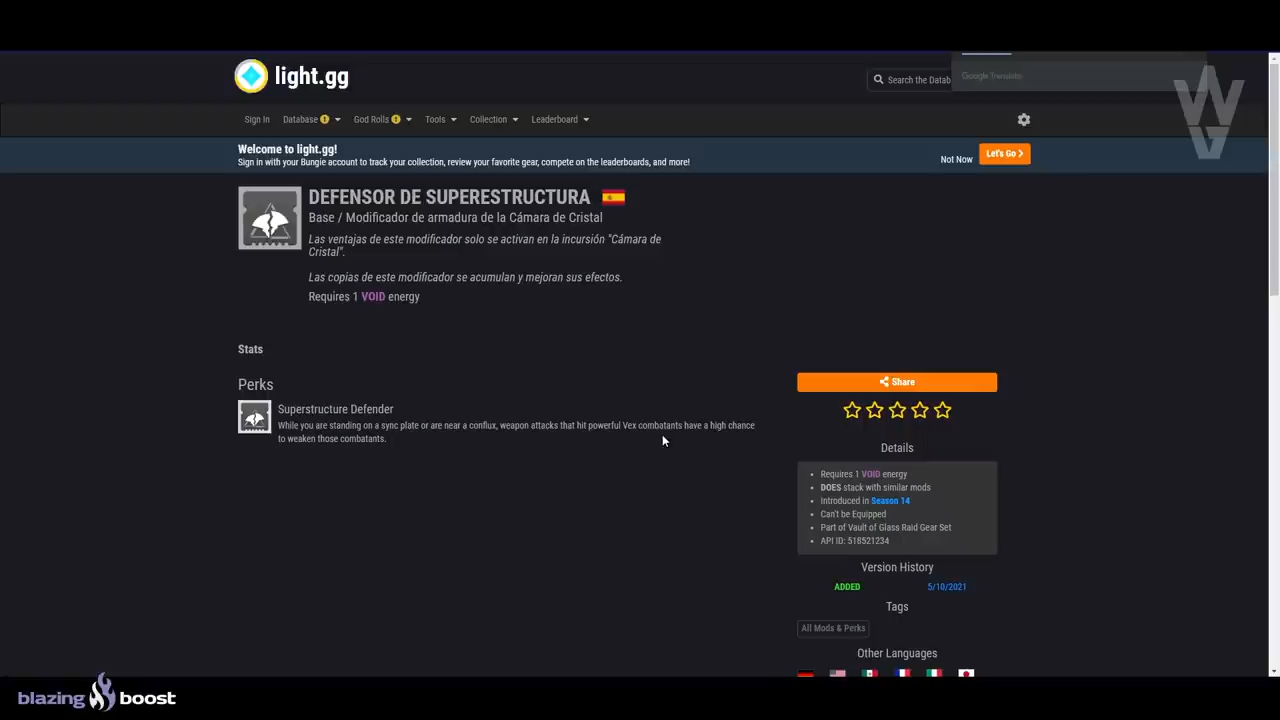 light.gg
Search the Datab
Google Translate
Sign In
Database
God Rolls
Tools
Collection
Leaderboard
Welcome to light.gg!
Sign in with your Bungie account to track your collection, review your favorite gear, compete on the leaderboards, and more!
Not Now
Let's Go
DEFENSOR DE SUPERESTRUCTURA
Base / Modificador de armadura de la Cámara de Cristal
Las ventajas de este modificador solo se activan en la incursión "Cámara de
Cristal".
Las copias de este modificador se acumulan y mejoran sus efectos.
Requires 1 VOID energy
Stats
Perks
Superstructure Defender
While you are standing on a sync plate or are near a conflux, weapon attacks that hit powerful Vex combatants have a high chance
to weaken those combatants.
Share
Details
Requires 1 VOID energy
DOES stack with similar mods
Introduced in Season 14
Can't be Equipped
Part of Vault of Glass Raid Gear Set
API ID: 518521234
Version History
ADDED 5/10/2021
Tags
All Mods & Perks
Other Languages
blazing boost